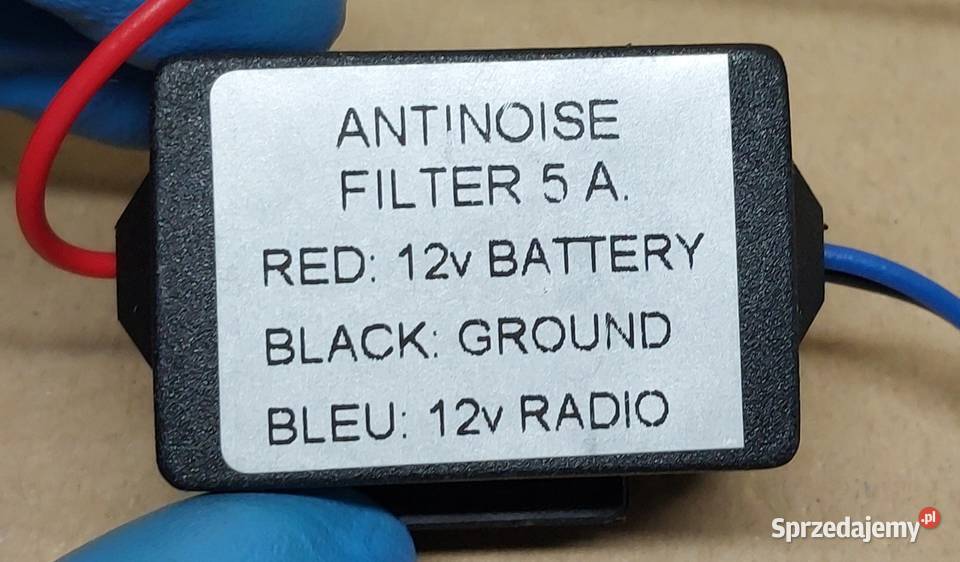 ANTINOISE
FILTER 5 A.
RED: 12v BATTERY
BLACK: GROUND
BLEU: 12v RADIO
Sprzedajemy.pl